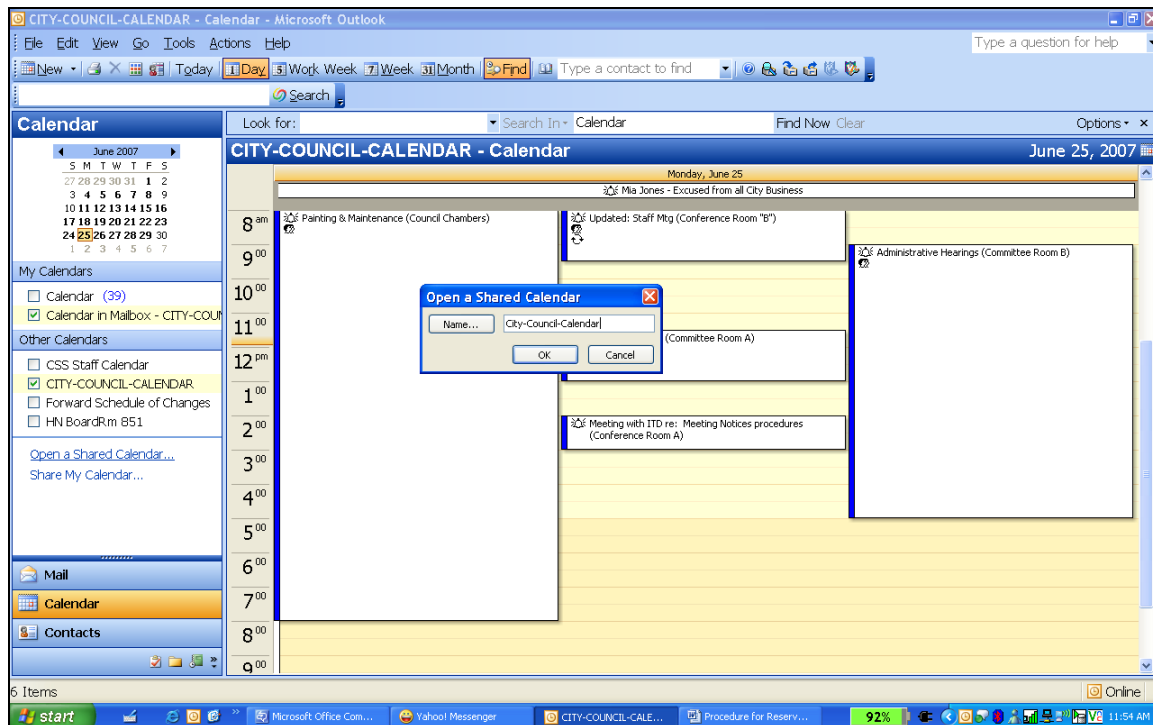 CITY-COUNCIL-CALENDAR - Calendar - Microsoft Outlook
File Edit View Go Tools Actions Help
Type a question for help
New Today 1 Day 5 Work Week 7 Week 31 Month Find Type a contact to find
Search
Calendar
Look for: Search In Calendar Find Now Clear Options
June 2007
S M T W T F S
27 28 29 30 31 1 2
3 4 5 6 7 8 9
10 11 12 13 14 15 16
17 18 19 20 21 22 23
24 25 26 27 28 29 30
1 2 3 4 5 6 7
My Calendars
Calendar (39)
Calendar in Mailbox - CITY-COUN
Other Calendars
CSS Staff Calendar
CITY-COUNCIL-CALENDAR
Forward Schedule of Changes
HN BoardRm 851
Open a Shared Calendar...
Share My Calendar...
Mail
Calendar
Contacts
CITY-COUNCIL-CALENDAR - Calendar June 25, 2007
Monday, June 25
Mia Jones - Excused from all City Business
8 am
9 00
10 00
11 00
12 pm
1 00
2 00
3 00
4 00
5 00
6 00
7 00
8 00
9 00
Painting & Maintenance (Council Chambers)
Updated: Staff Mtg (Conference Room "B")
Administrative Hearings (Committee Room B)
Open a Shared Calendar
Name... City-Council-Calendar
OK Cancel
(Committee Room A)
Meeting with ITD re: Meeting Notices procedures
(Conference Room A)
6 Items
Online
start Microsoft Office Com... Yahoo! Messenger CITY-COUNCIL-CALE... Procedure for Reserv... 92% 11:54 AM